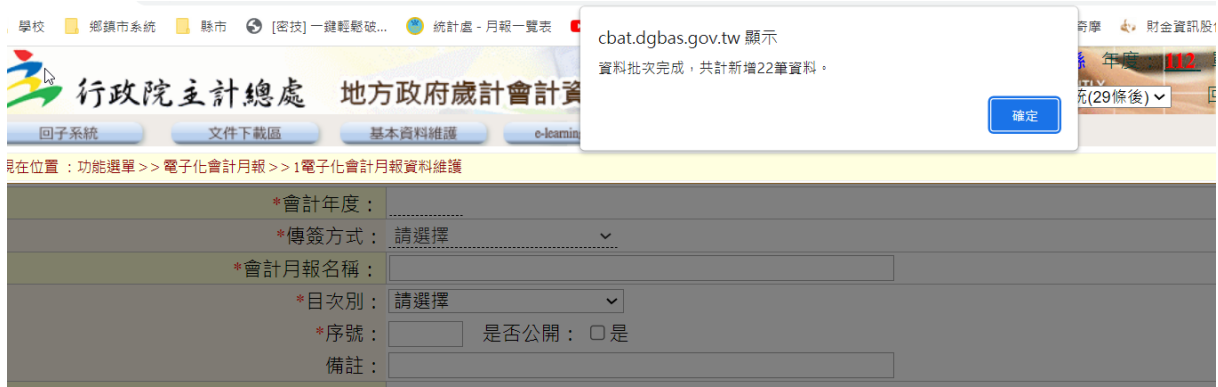 學校 鄉鎮市系統 縣市 [密技] 一鍵輕鬆破... 統計處 - 月報一覽表 奇摩 財金資訊股
cbat.dgbas.gov.tw 顯示
資料批次完成，共計新增22筆資料。
確定
行政院主計總處 地方政府歲計會計資
年度：112
統(29條後)
回子系統 文件下載區 基本資料維護 e-learnin
現在位置 ：功能選單>>電子化會計月報>>1電子化會計月報資料維護
*會計年度：
*傳簽方式： 請選擇
*會計月報名稱：
*目次別： 請選擇
*序號： 是否公開： 是
備註：